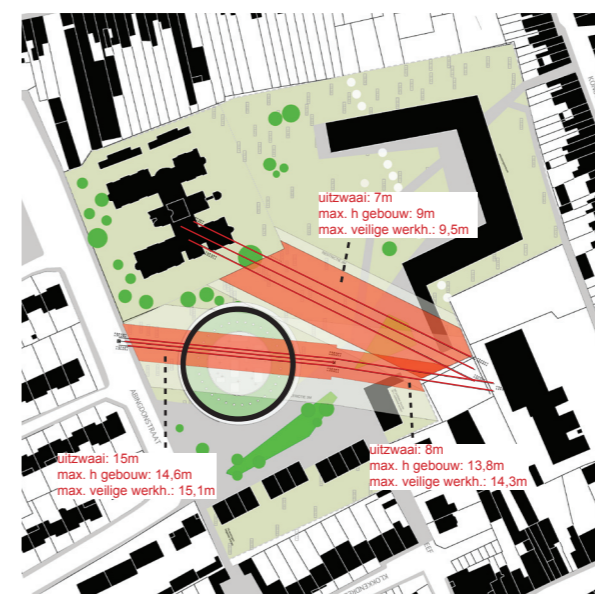 uitzwaai: 7m
max. h gebouw: 9m
max. veilige werkh.: 9,5m
ABINGDONSTRAAT
uitzwaai: 15m
max. h gebouw: 14,6m
max. veilige werkh.: 15,1m
uitzwaai: 8m
max. h gebouw: 13,8m
max. veilige werkh.: 14,3m